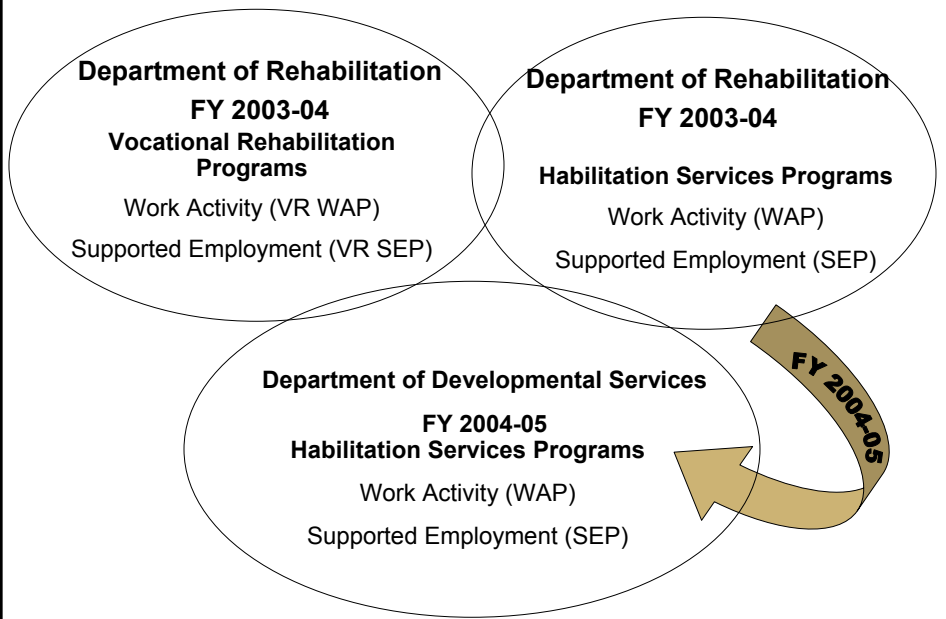 Department of Rehabilitation
FY 2003-04
Vocational Rehabilitation
Programs
Work Activity (VR WAP)
Supported Employment (VR SEP)
Department of Rehabilitation
FY 2003-04
Habilitation Services Programs
Work Activity (WAP)
Supported Employment (SEP)
FY 2004-05
Department of Developmental Services
FY 2004-05
Habilitation Services Programs
Work Activity (WAP)
Supported Employment (SEP)